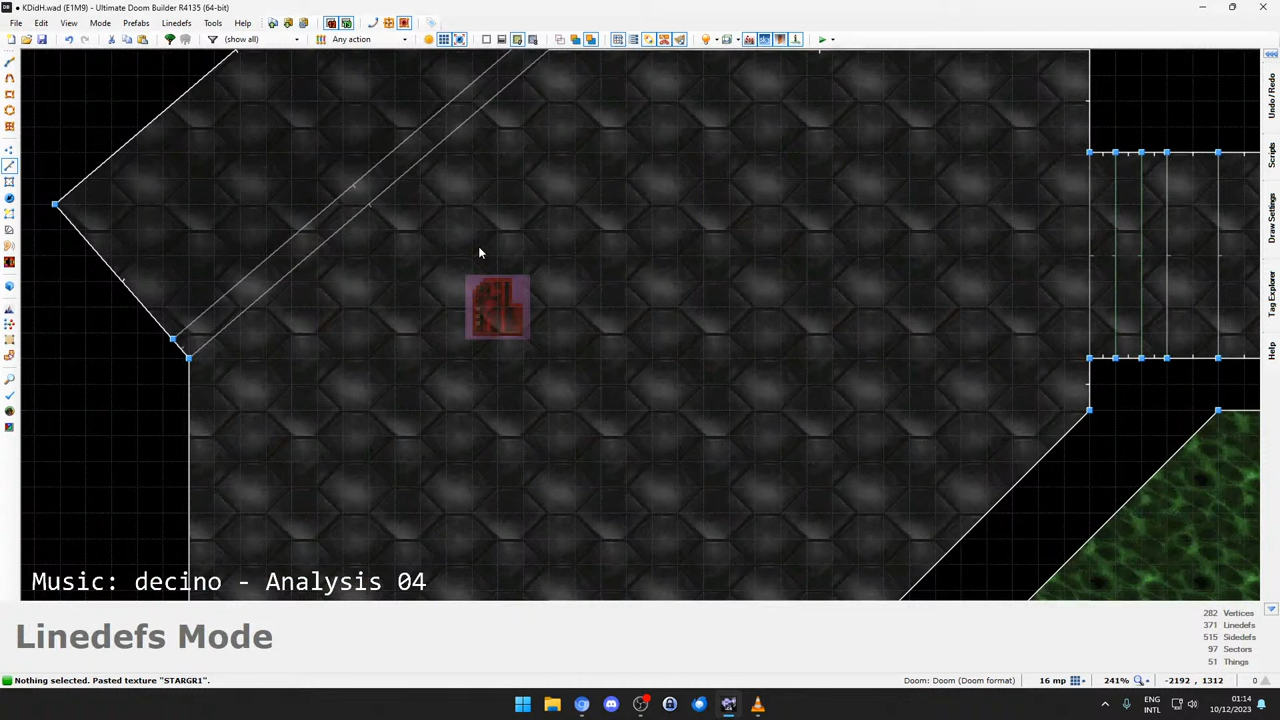 KDidH.wad (E1M9) - Ultimate Doom Builder R4135 (64-bit)
File Edit View Mode Prefabs Linedefs Tools Help
(show all) Any action
Undo / Redo
Scripts
Draw Settings
Tag Explorer
Help
Music: decino - Analysis 04
Linedefs Mode
282 Vertices
371 Linedefs
515 Sidedefs
97 Sectors
51 Things
Nothing selected. Pasted texture "STARGR1". Doom: Doom (Doom format) 16 mp 241% -2192 , 1312 0
ENG
INTL
01:14
10/12/2023